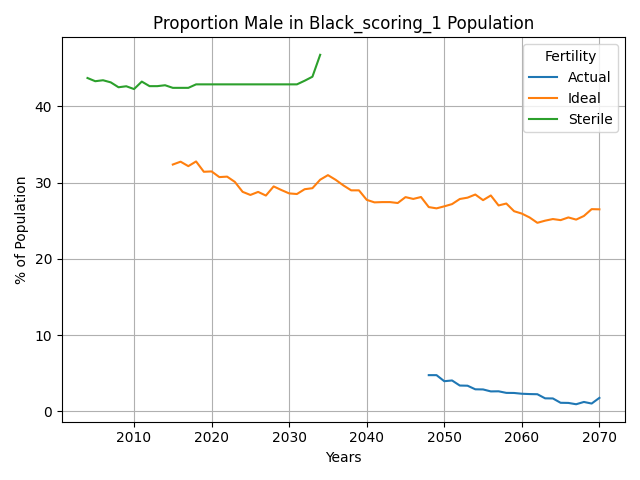 Proportion Male in Black_scoring_1 Population
Fertility
Actual
Ideal
Sterile
% of Population
40
30
20
10
0
2010 2020 2030 2040 2050 2060 2070
Years